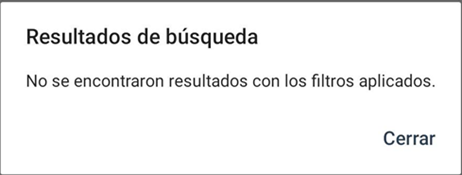 Resultados de búsqueda
No se encontraron resultados con los filtros aplicados.
Cerrar